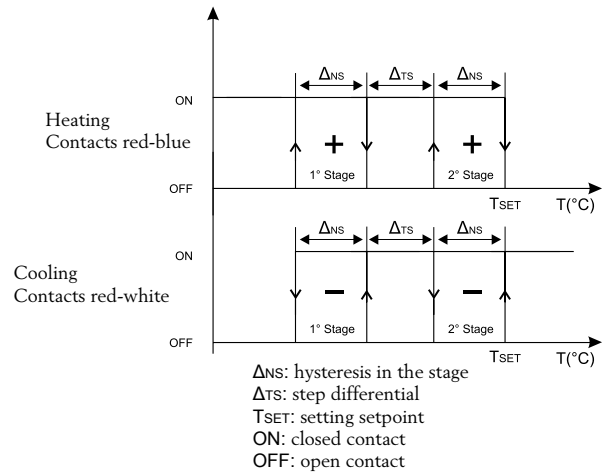 ΔNS ΔTS ΔNS
ON
Heating
Contacts red-blue
+ +
1° Stage 2° Stage
OFF
TSET T(°C)
ΔNS ΔTS ΔNS
ON
Cooling
Contacts red-white
− −
1° Stage 2° Stage
OFF
TSET T(°C)
ΔNS: hysteresis in the stage
ΔTS: step differential
TSET: setting setpoint
ON: closed contact
OFF: open contact